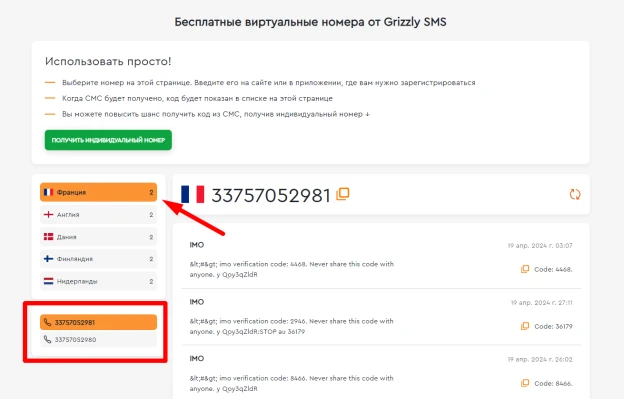 Бесплатные виртуальные номера от Grizzly SMS
Использовать просто!
Выберите номер на этой странице. Введите его на сайте или в приложении, где вам нужно зарегистрироваться
Когда СМС будет получено, код будет показан в списке на этой странице
Вы можете повысить шанс получить код из СМС, получив индивидуальный номер ↓
ПОЛУЧИТЬ ИНДИВИДУАЛЬНЫЙ НОМЕР
Франция 2
Англия 2
Дания 2
Финляндия 2
Нидерланды 2
33757052981
33757052980
33757052981
IMO 19 апр. 2024 г. 03:07
&lt;#&gt; imo verification code: 4468. Never share this code with
anyone. y Qoy3qZldR
Code: 4468.
IMO 19 апр. 2024 г. 27:11
&lt;#&gt; imo verification code: 2946. Never share this code with
anyone. y Qoy3qZldR:STOP au 36179
Code: 36179
IMO 19 апр. 2024 г. 26:02
&lt;#&gt; imo verification code: 8466. Never share this code with
anyone. y Qoy3qZldR
Code: 8466.